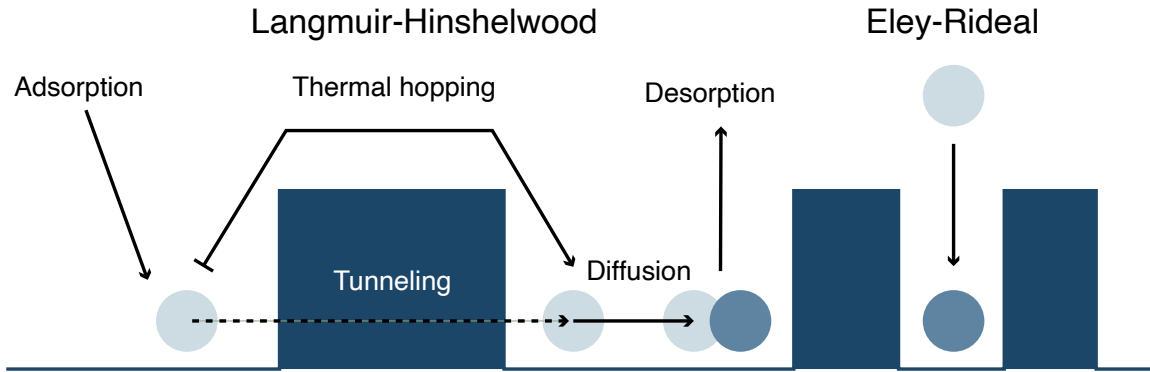 Langmuir-Hinshelwood
Eley-Rideal
Adsorption
Thermal hopping
Desorption
Tunneling
Diffusion